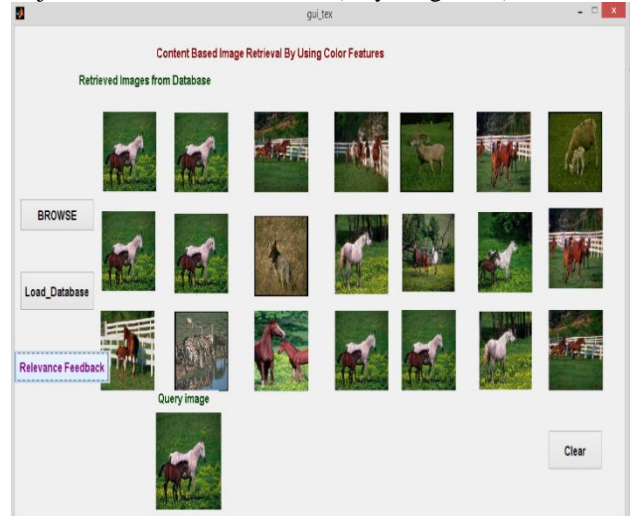 gui_tex
Content Based Image Retrieval By Using Color Features
Retrieved Images from Database
BROWSE
Load_Database
Relevance Feedback
Query image
Clear